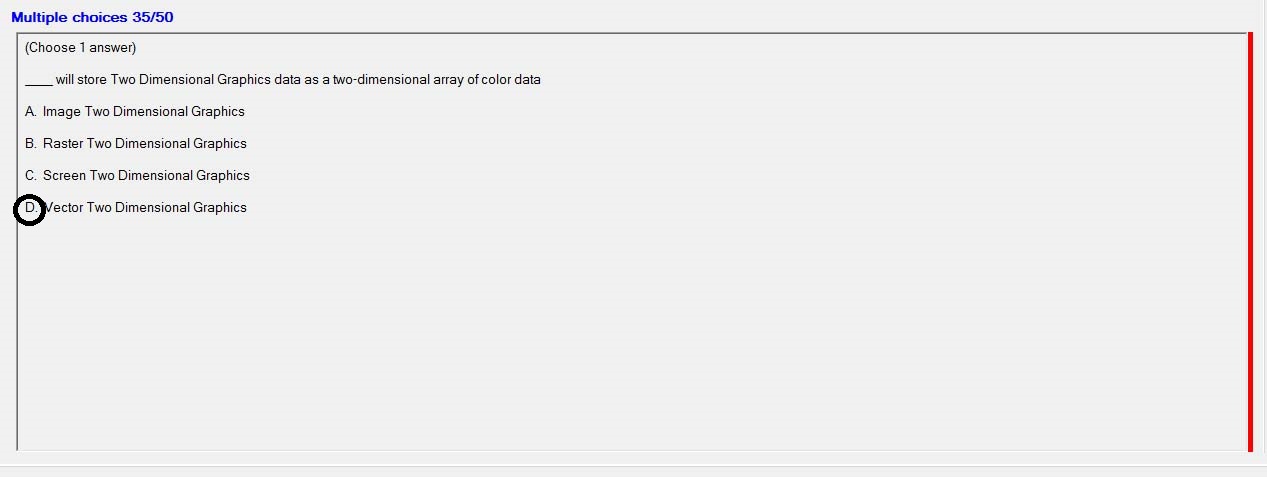 Multiple choices 35/50
(Choose 1 answer)
____ will store Two Dimensional Graphics data as a two-dimensional array of color data
A. Image Two Dimensional Graphics
B. Raster Two Dimensional Graphics
C. Screen Two Dimensional Graphics
D. Vector Two Dimensional Graphics